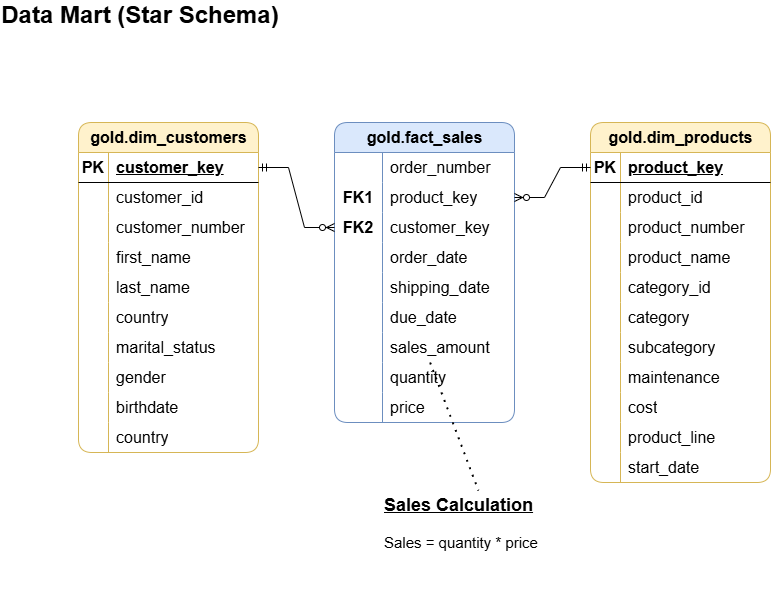 Data Mart (Star Schema)
gold.dim_customers
PK customer_key
customer_id
customer_number
first_name
last_name
country
marital_status
gender
birthdate
country
gold.fact_sales
order_number
FK1 product_key
FK2 customer_key
order_date
shipping_date
due_date
sales_amount
quantity
price
gold.dim_products
PK product_key
product_id
product_number
product_name
category_id
category
subcategory
maintenance
cost
product_line
start_date
Sales Calculation
Sales = quantity * price